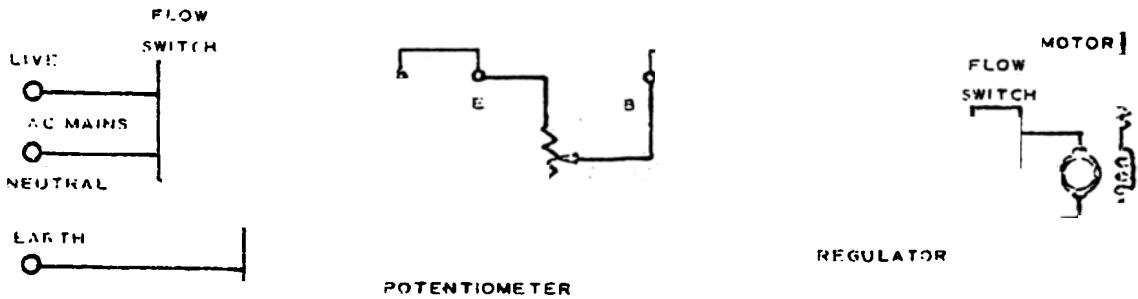 FLOW
SWITCH
LIVE
AC MAINS
NEUTRAL
EARTH
E
B
POTENTIOMETER
MOTOR
FLOW
SWITCH
REGULATOR